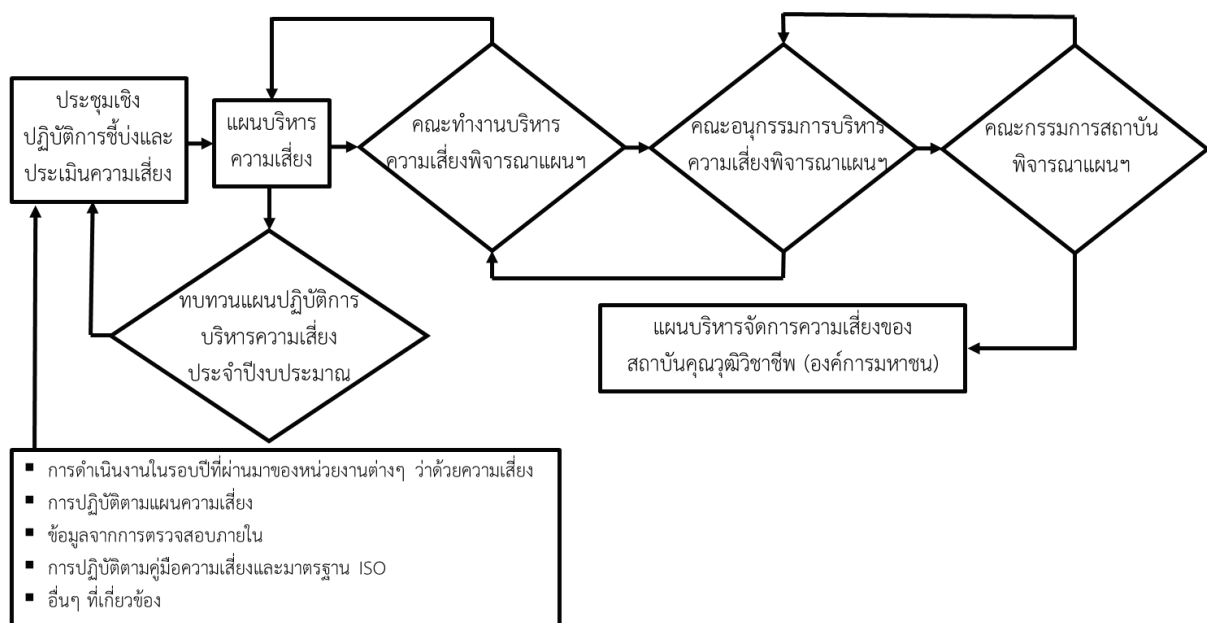 ประชุมเชิง
ปฏิบัติการชี้บ่งและ
ประเมินความเสี่ยง
แผนบริหาร
ความเสี่ยง
คณะทำงานบริหาร
ความเสี่ยงพิจารณาแผนฯ
คณะอนุกรรมการบริหาร
ความเสี่ยงพิจารณาแผนฯ
คณะกรรมการสถาบัน
พิจารณาแผนฯ
ทบทวนแผนปฏิบัติการ
บริหารความเสี่ยง
ประจำปีงบประมาณ
แผนบริหารจัดการความเสี่ยงของ
สถาบันคุณวุฒิวิชาชีพ (องค์การมหาชน)
▪ การดำเนินงานในรอบปีที่ผ่านมาของหน่วยงานต่างๆ ว่าด้วยความเสี่ยง
▪ การปฏิบัติตามแผนความเสี่ยง
▪ ข้อมูลจากการตรวจสอบภายใน
▪ การปฏิบัติตามคู่มือความเสี่ยงและมาตรฐาน ISO
▪ อื่นๆ ที่เกี่ยวข้อง